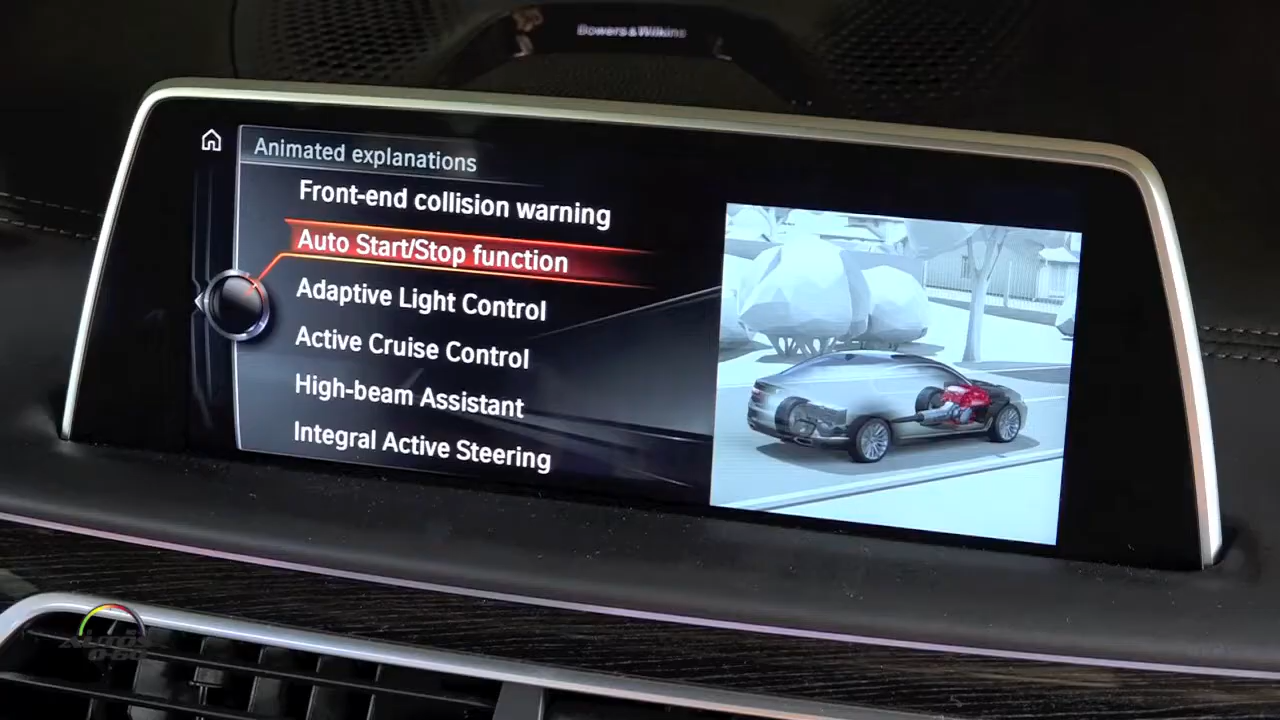 Bowers & Wilkins
Animated explanations
Front-end collision warning
Auto Start/Stop function
Adaptive Light Control
Active Cruise Control
High-beam Assistant
Integral Active Steering